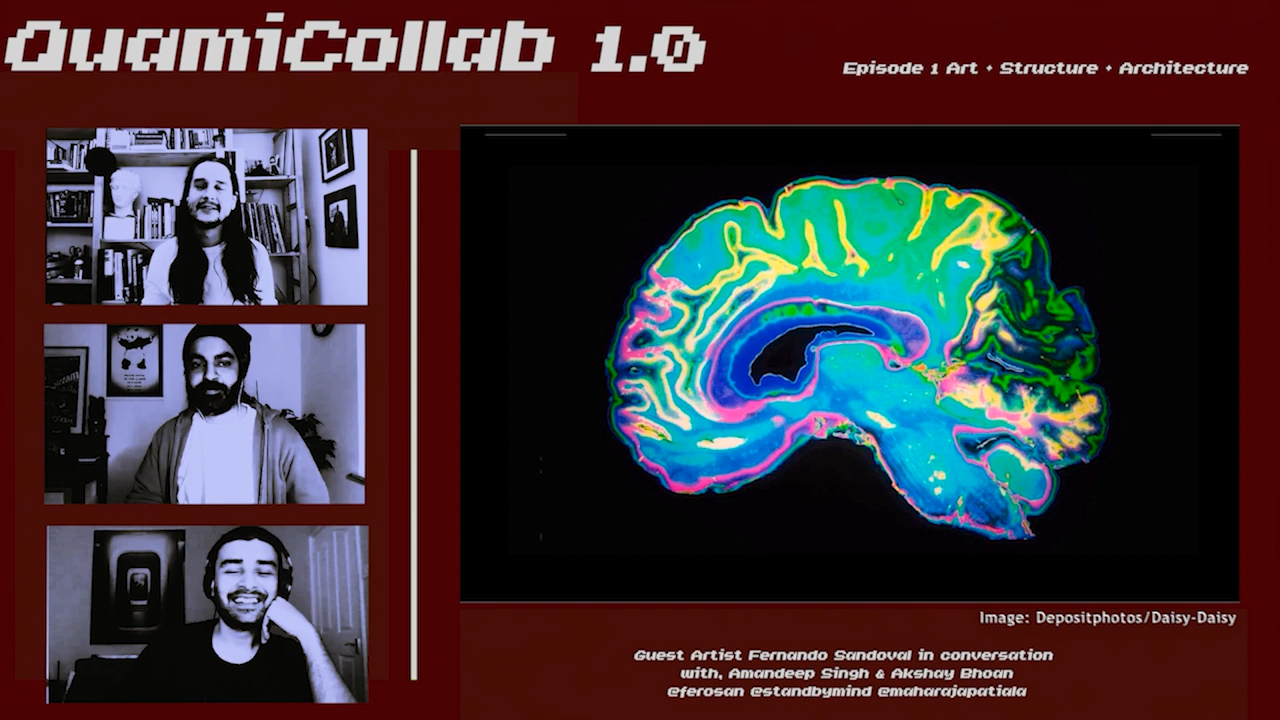 QuamiCollab 1.0
Episode 1 Art • Structure • Architecture
Image: Depositphotos/Daisy-Daisy
Guest Artist Fernando Sandoval in conversation
with, Amandeep Singh & Akshay Bhoan
@ferosan @standbymind @maharajapatiala